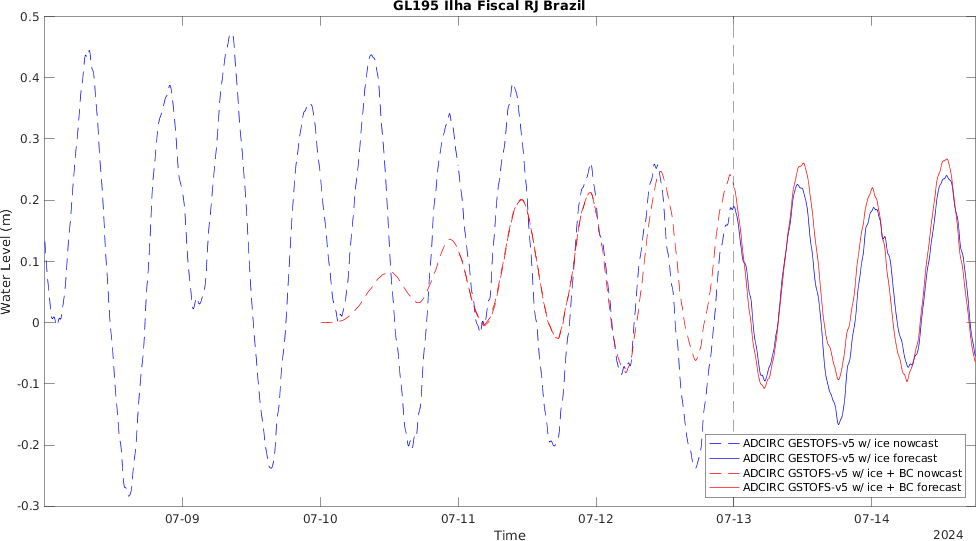 GL195 Ilha Fiscal RJ Brazil
0.5
0.4
0.3
0.2
0.1
0
-0.1
-0.2
-0.3
Water Level (m)
ADCIRC GESTOFS-v5 w/ ice nowcast
ADCIRC GESTOFS-v5 w/ ice forecast
ADCIRC GSTOFS-v5 w/ ice + BC nowcast
ADCIRC GSTOFS-v5 w/ ice + BC forecast
07-09 07-10 07-11 07-12 07-13 07-14
Time
2024